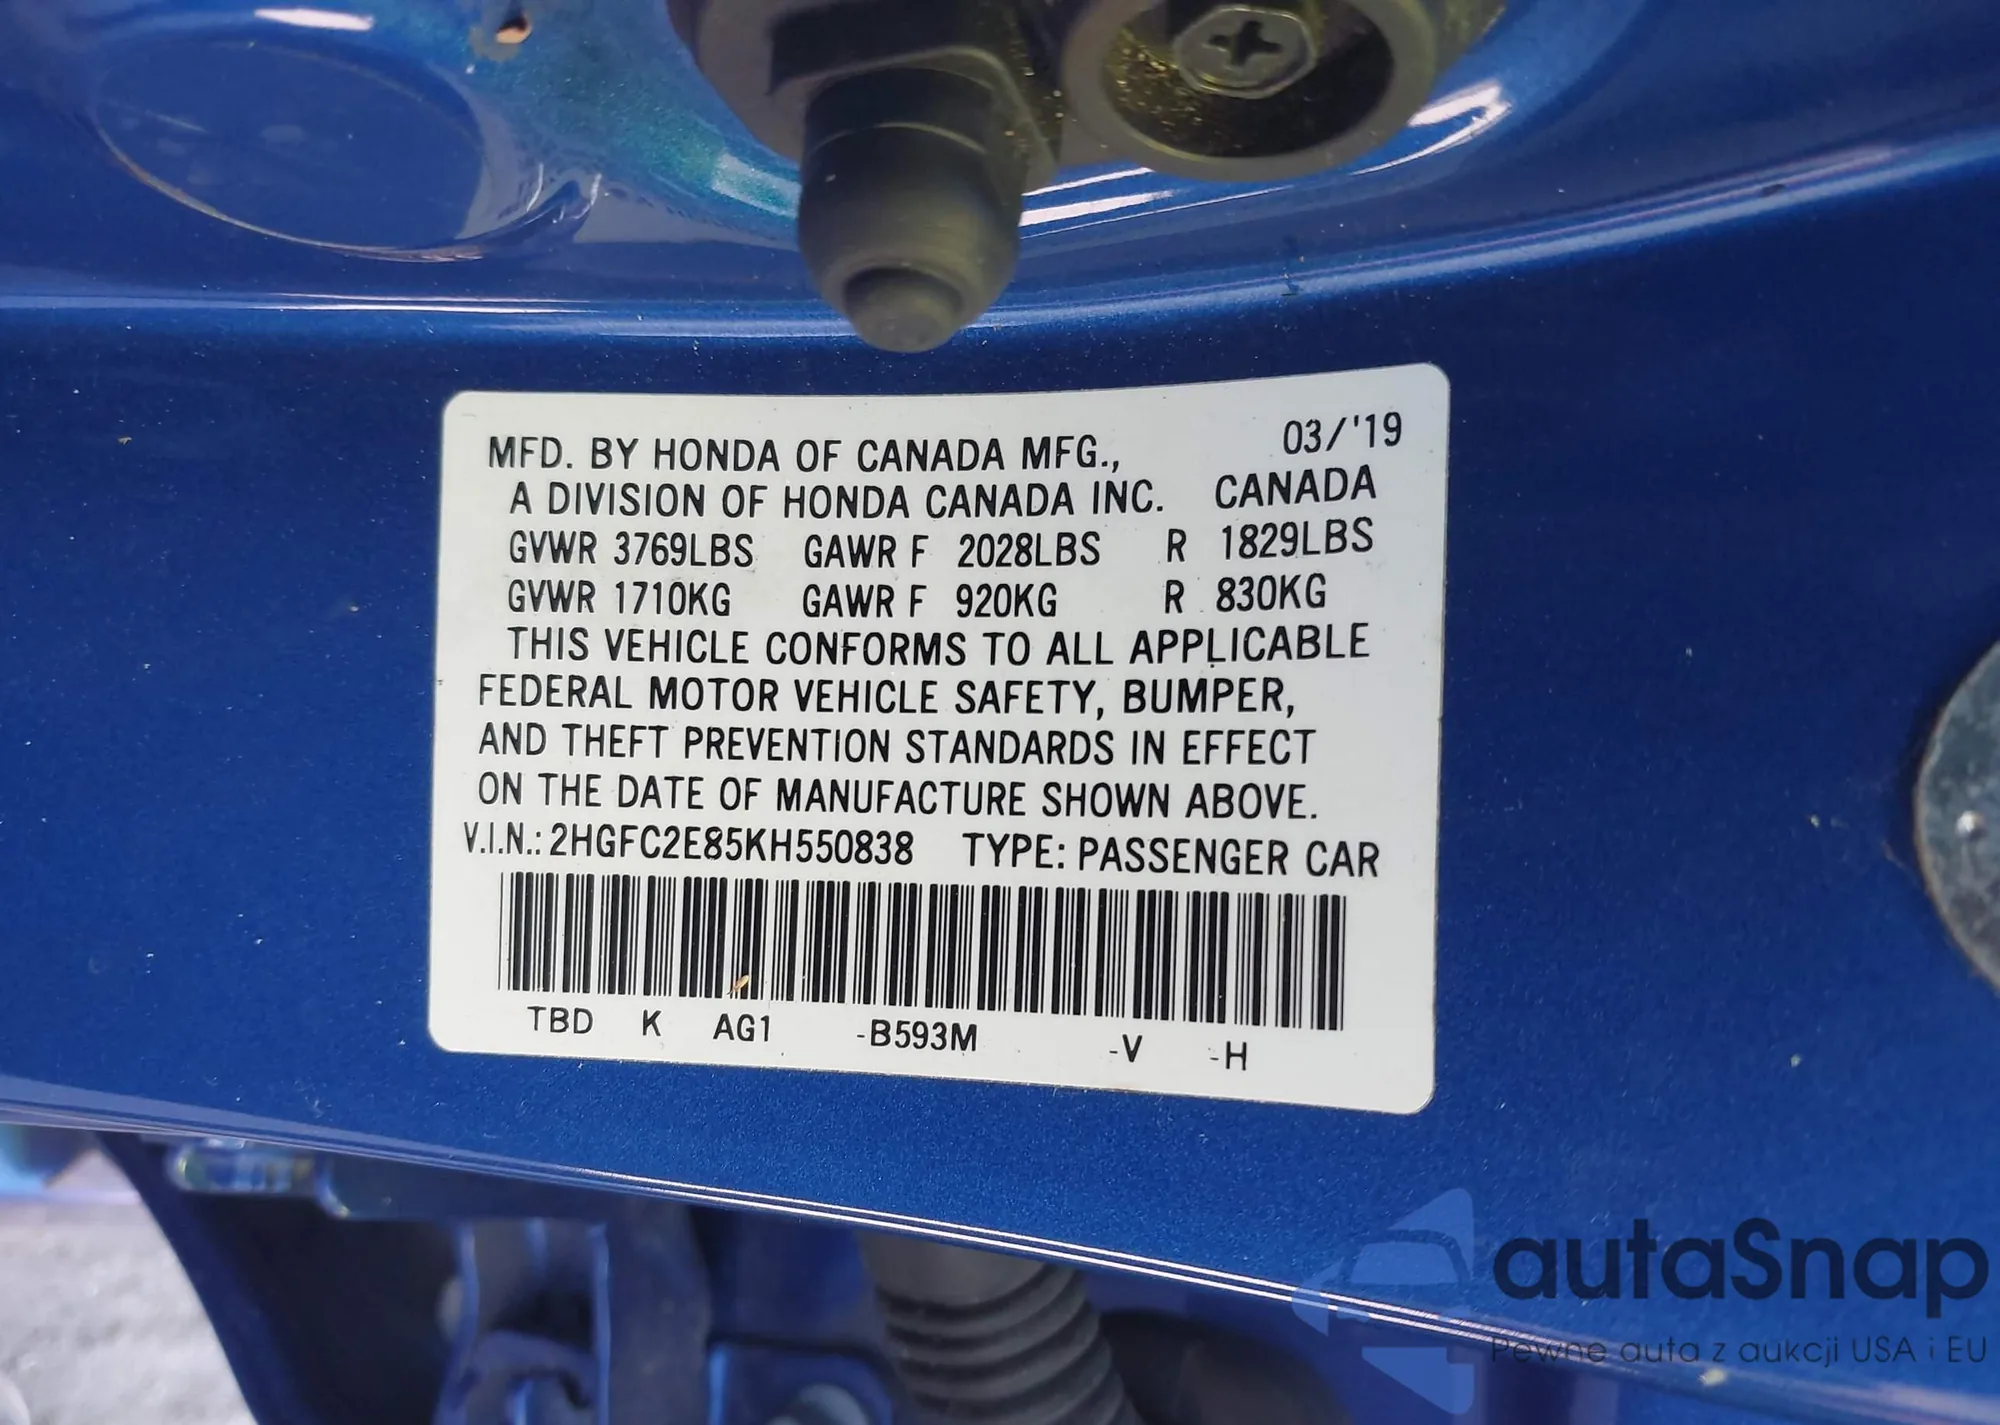 MFD. BY HONDA OF CANADA MFG., 03/'19
A DIVISION OF HONDA CANADA INC. CANADA
GVWR 3769LBS GAWR F 2028LBS R 1829LBS
GVWR 1710KG GAWR F 920KG R 830KG
THIS VEHICLE CONFORMS TO ALL APPLICABLE
FEDERAL MOTOR VEHICLE SAFETY, BUMPER,
AND THEFT PREVENTION STANDARDS IN EFFECT
ON THE DATE OF MANUFACTURE SHOWN ABOVE.
V.I.N.: 2HGFC2E85KH550838 TYPE: PASSENGER CAR
TBD K AG1 -B593M -V -H
autaSnap
Pewne auta z aukcji USA i EU